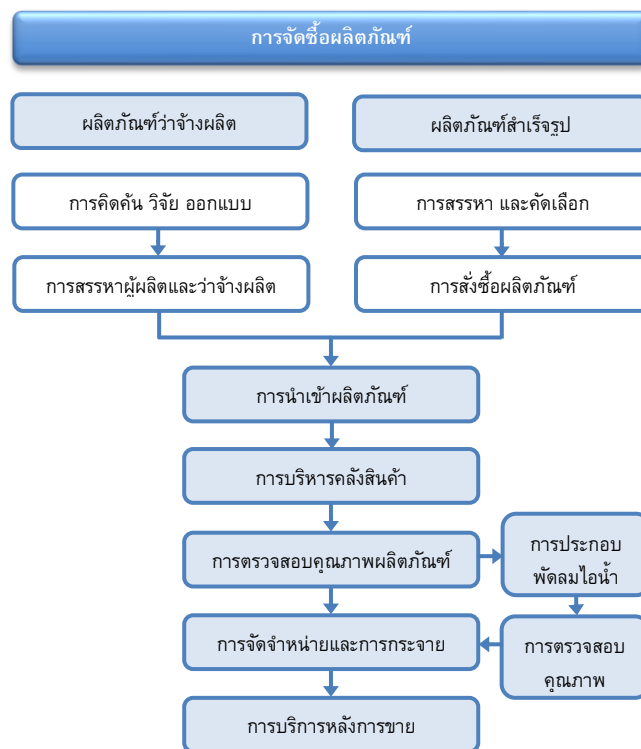 การจัดซื้อผลิตภัณฑ์
ผลิตภัณฑ์ว่าจ้างผลิต
ผลิตภัณฑ์สำเร็จรูป
การคิดค้น วิจัย ออกแบบ
การสรรหา และคัดเลือก
การสรรหาผู้ผลิตและว่าจ้างผลิต
การสั่งซื้อผลิตภัณฑ์
การนำเข้าผลิตภัณฑ์
การบริหารคลังสินค้า
การตรวจสอบคุณภาพผลิตภัณฑ์
การประกอบ
พัดลมไอน้ำ
การจัดจำหน่ายและการกระจาย
การตรวจสอบ
คุณภาพ
การบริการหลังการขาย